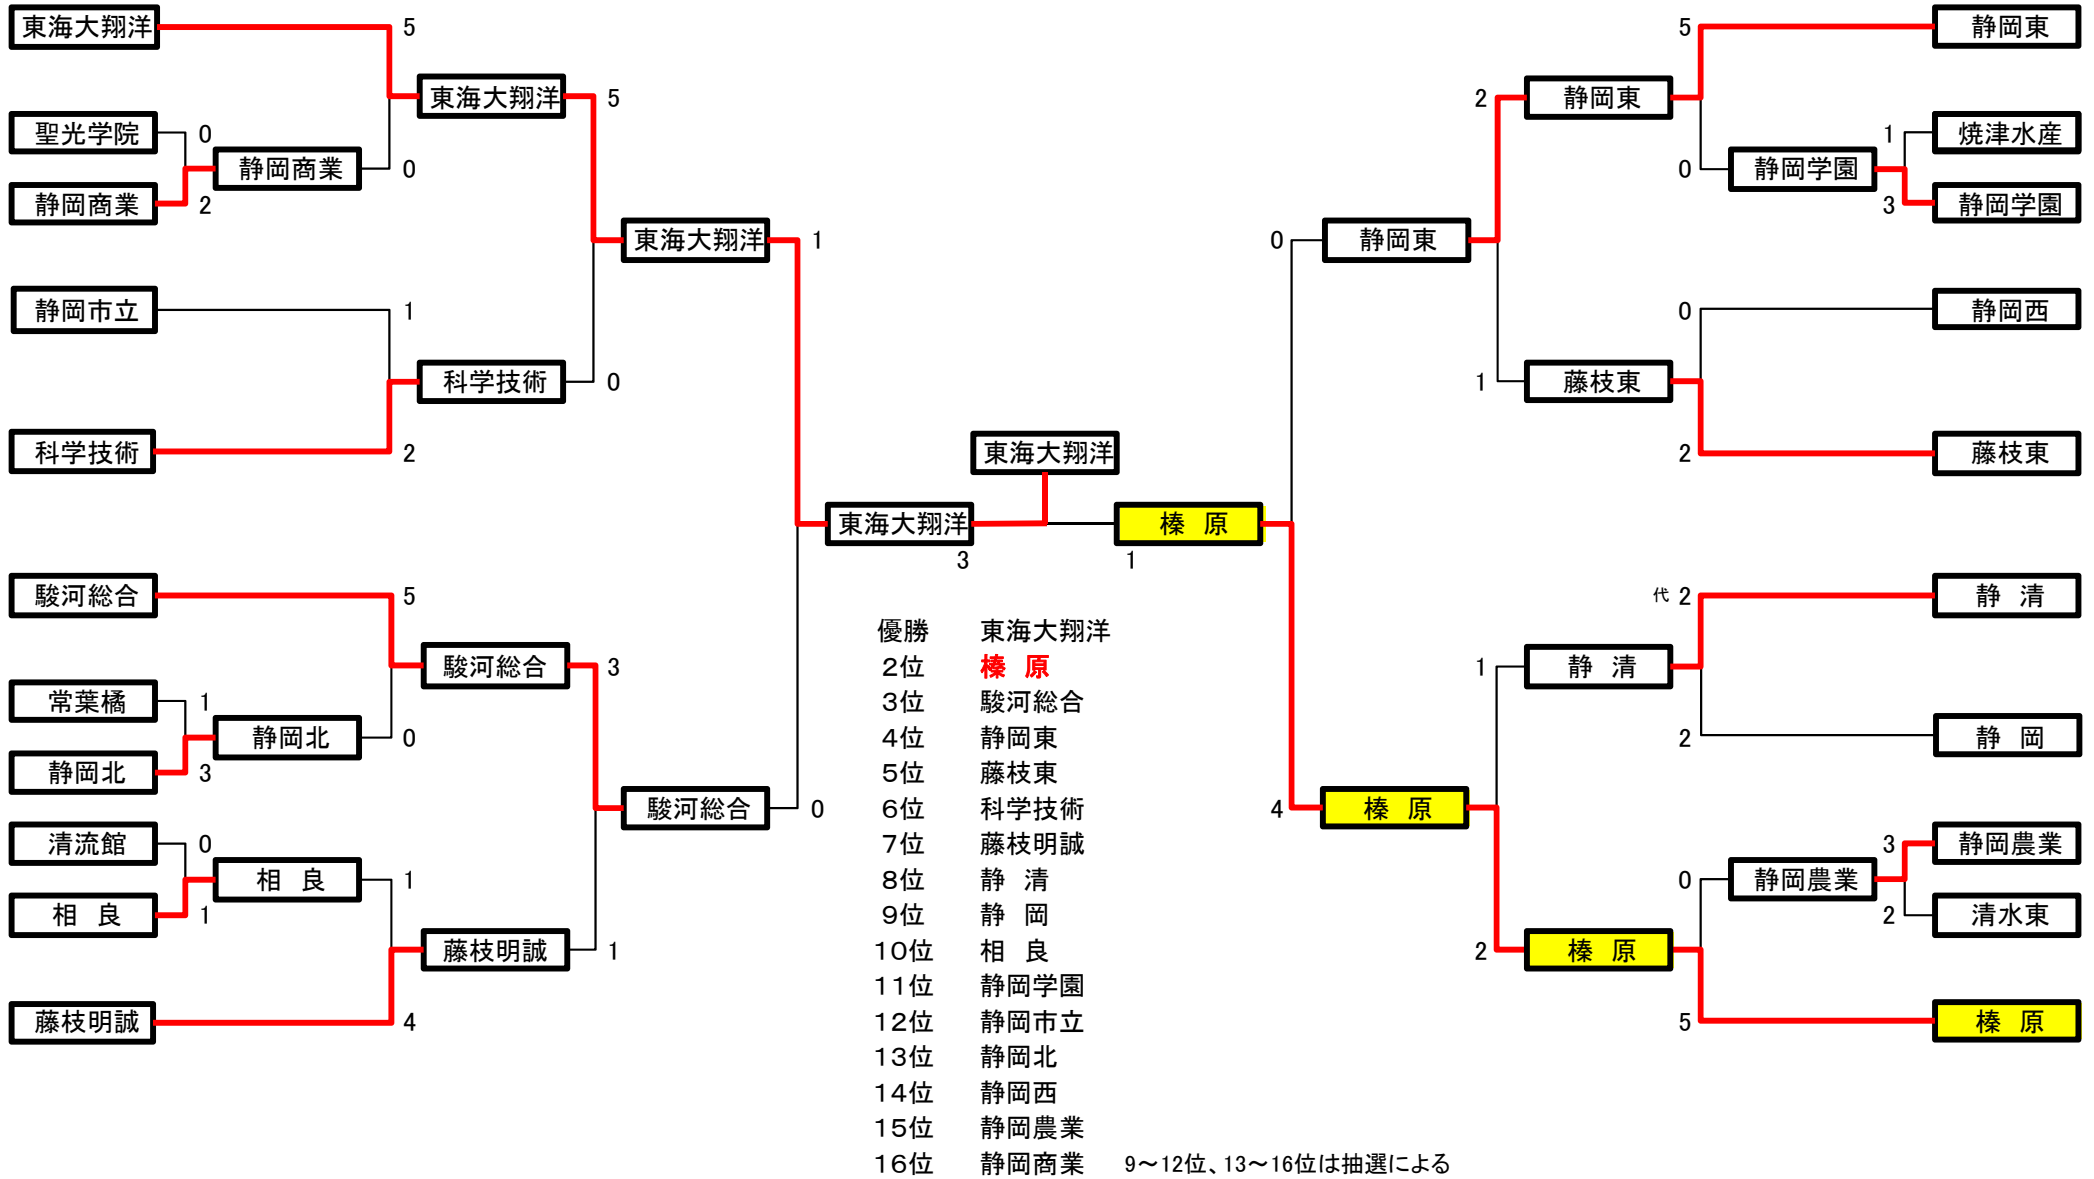 東海大翔洋 5 5 静岡東
東海大翔洋 5 2 静岡東
聖光学院 0 1 焼津水産
静岡商業 0 0 静岡学園
静岡商業 2 3 静岡学園
東海大翔洋 1 0 静岡東
静岡市立 1 0 静岡西
科学技術 0 1 藤枝東
科学技術 2 東海大翔洋 2 藤枝東
東海大翔洋 榛 原
3 1
駿河総合 5 代 2 静 清
優勝 東海大翔洋
駿河総合 3 2位 榛 原 1 静 清
常葉橘 1 3位 駿河総合
静岡北 0 4位 静岡東 2 静 岡
静岡北 3 5位 藤枝東
駿河総合 0 6位 科学技術 4 榛 原
清流館 0 7位 藤枝明誠 3 静岡農業
相 良 1 8位 静 清 0 静岡農業
相 良 1 9位 静 岡 2 清水東
藤枝明誠 1 10位 相 良 2 榛 原
11位 静岡学園
藤枝明誠 4 12位 静岡市立 5 榛 原
13位 静岡北
14位 静岡西
15位 静岡農業
16位 静岡商業 9～12位、13～16位は抽選による